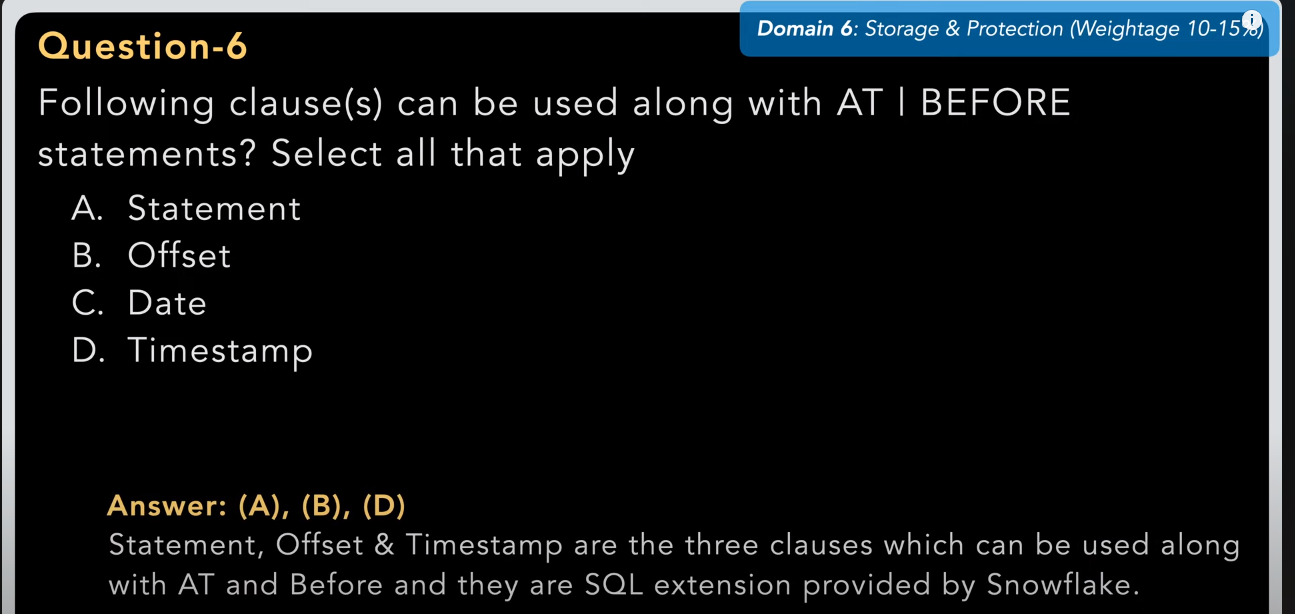 Domain 6: Storage & Protection (Weightage 10-15%)
Question-6
Following clause(s) can be used along with AT | BEFORE
statements? Select all that apply
A. Statement
B. Offset
C. Date
D. Timestamp
Answer: (A), (B), (D)
Statement, Offset & Timestamp are the three clauses which can be used along
with AT and Before and they are SQL extension provided by Snowflake.